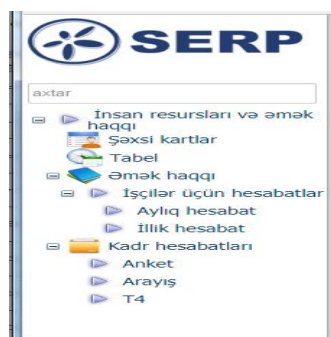 SERP
axtar
İnsan resursları və əmək
haqqı
Şəxsi kartlar
Tabel
Əmək haqqı
İşçilər üçün hesabatlar
Aylıq hesabat
İllik hesabat
Kadr hesabatları
Anket
Arayış
T4